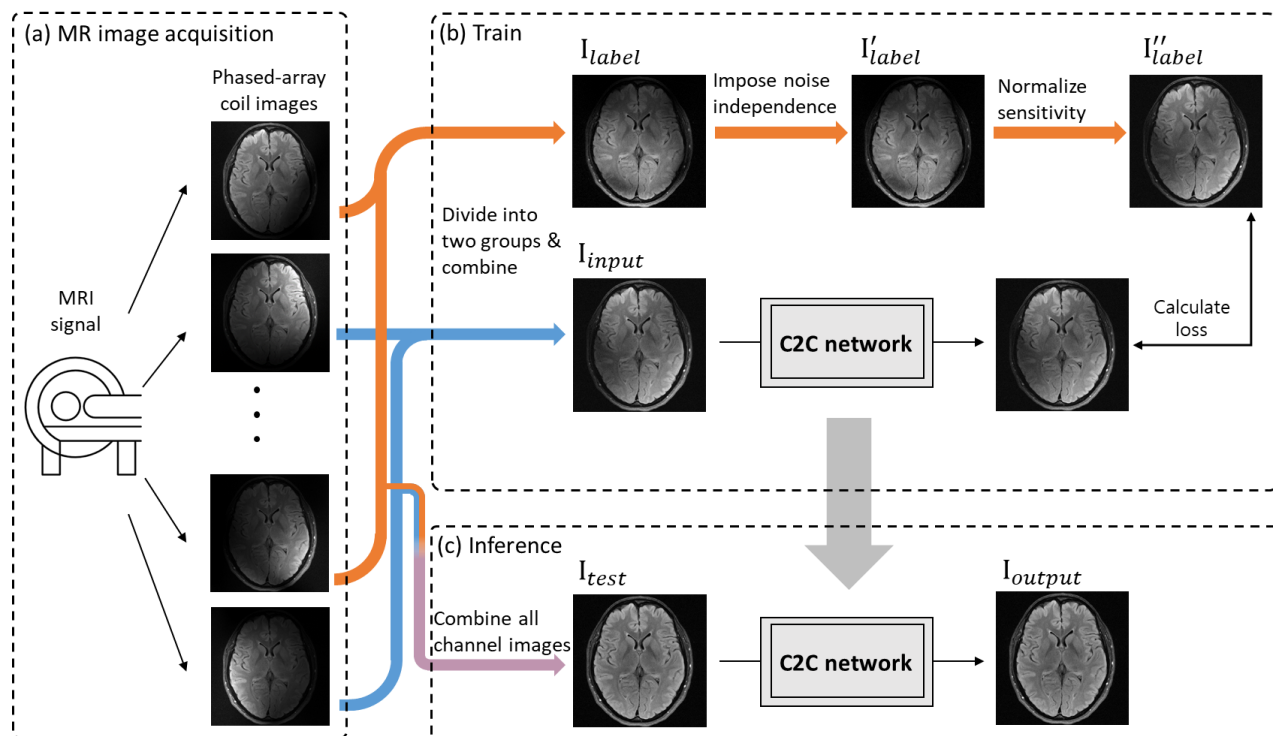 (a) MR image acquisition
Phased-array
coil images
MRI
signal
(b) Train
I_label
Impose noise
independence
I′_label
Normalize
sensitivity
I″_label
Divide into
two groups &
combine
I_input
C2C network
Calculate
loss
(c) Inference
Combine all
channel images
I_test
C2C network
I_output